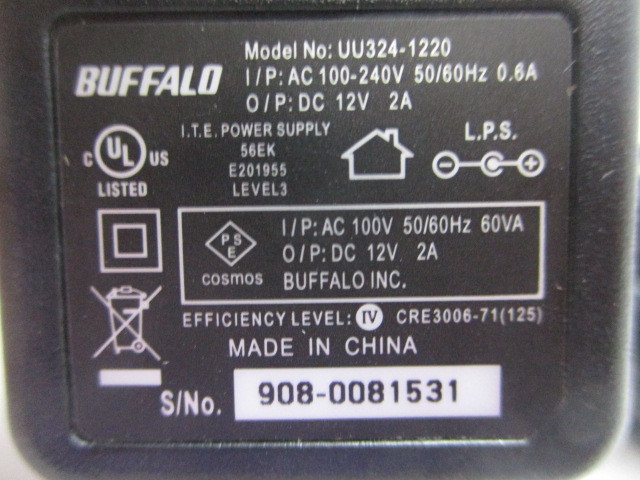 BUFFALO
Model No: UU324-1220
I/P: AC 100-240V 50/60Hz 0.6A
O/P: DC 12V 2A
C UL US
LISTED
I.T.E. POWER SUPPLY
56EK
E201955
LEVEL3
L.P.S.
PSE
cosmos
I/P: AC 100V 50/60Hz 60VA
O/P: DC 12V 2A
BUFFALO INC.
EFFICIENCY LEVEL: IV CRE3006-71(125)
MADE IN CHINA
S/No. 908-0081531